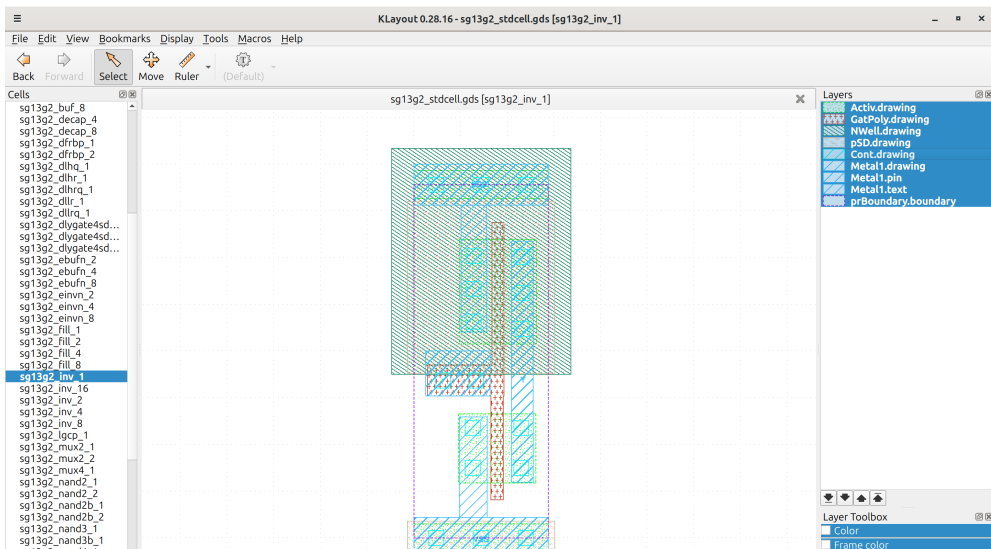 KLayout 0.28.16 - sg13g2_stdcell.gds [sg13g2_inv_1]
File Edit View Bookmarks Display Tools Macros Help
Back Forward Select Move Ruler (Default)
Cells
sg13g2_buf_8
sg13g2_decap_4
sg13g2_decap_8
sg13g2_dfrbp_1
sg13g2_dfrbp_2
sg13g2_dlhq_1
sg13g2_dlhr_1
sg13g2_dlhrq_1
sg13g2_dllr_1
sg13g2_dllrq_1
sg13g2_dlygate4sd...
sg13g2_dlygate4sd...
sg13g2_dlygate4sd...
sg13g2_ebufn_2
sg13g2_ebufn_4
sg13g2_ebufn_8
sg13g2_einvn_2
sg13g2_einvn_4
sg13g2_einvn_8
sg13g2_fill_1
sg13g2_fill_2
sg13g2_fill_4
sg13g2_fill_8
sg13g2_inv_1
sg13g2_inv_16
sg13g2_inv_2
sg13g2_inv_4
sg13g2_inv_8
sg13g2_lgcp_1
sg13g2_mux2_1
sg13g2_mux2_2
sg13g2_mux4_1
sg13g2_nand2_1
sg13g2_nand2_2
sg13g2_nand2b_1
sg13g2_nand2b_2
sg13g2_nand3_1
sg13g2_nand3b_1
sg13g2_stdcell.gds [sg13g2_inv_1]
VSS
Layers
Activ.drawing
GatPoly.drawing
NWell.drawing
pSD.drawing
Cont.drawing
Metal1.drawing
Metal1.pin
Metal1.text
prBoundary.boundary
Layer Toolbox
Color
Frame color